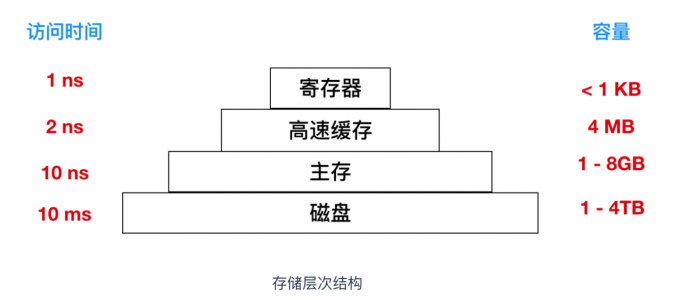 访问时间 容量
1 ns 寄存器 < 1 KB
2 ns 高速缓存 4 MB
10 ns 主存 1 - 8GB
10 ms 磁盘 1 - 4TB
存储层次结构